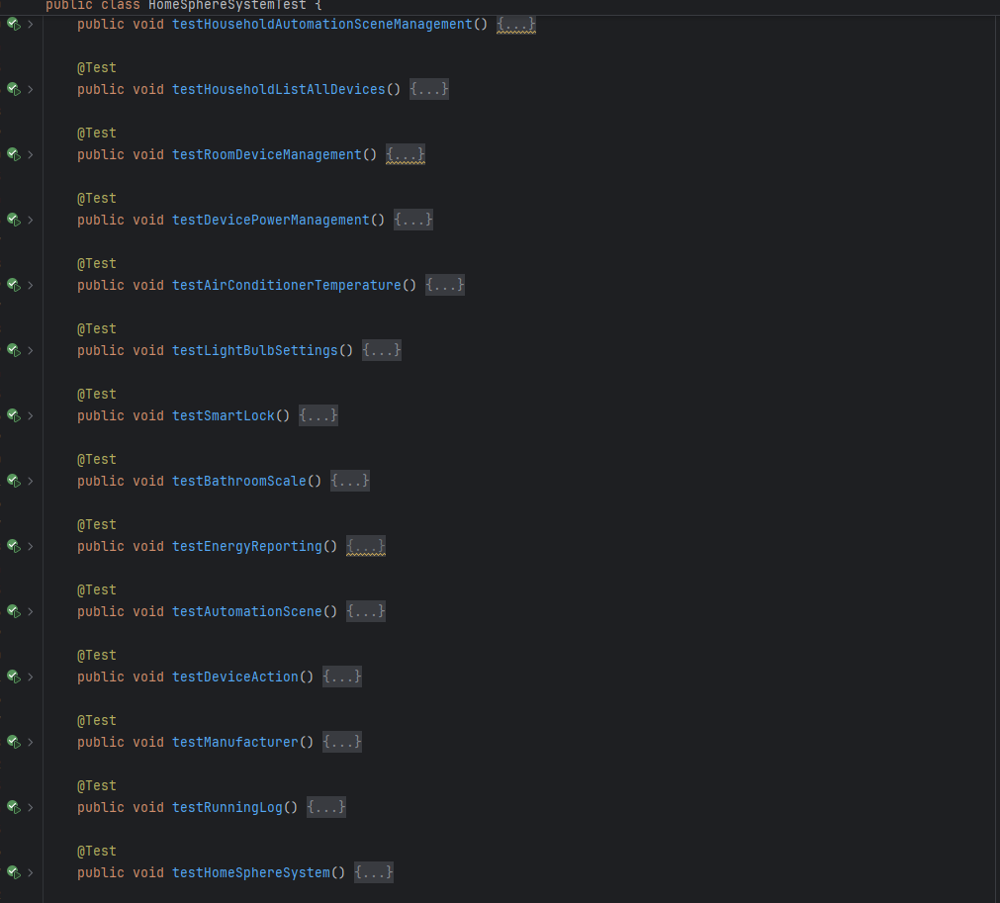 public class HomeSphereSystemTest {
public void testHouseholdAutomationSceneManagement() {...}
@Test
public void testHouseholdListAllDevices() {...}
@Test
public void testRoomDeviceManagement() {...}
@Test
public void testDevicePowerManagement() {...}
@Test
public void testAirConditionerTemperature() {...}
@Test
public void testLightBulbSettings() {...}
@Test
public void testSmartLock() {...}
@Test
public void testBathroomScale() {...}
@Test
public void testEnergyReporting() {...}
@Test
public void testAutomationScene() {...}
@Test
public void testDeviceAction() {...}
@Test
public void testManufacturer() {...}
@Test
public void testRunningLog() {...}
@Test
public void testHomeSphereSystem() {...}